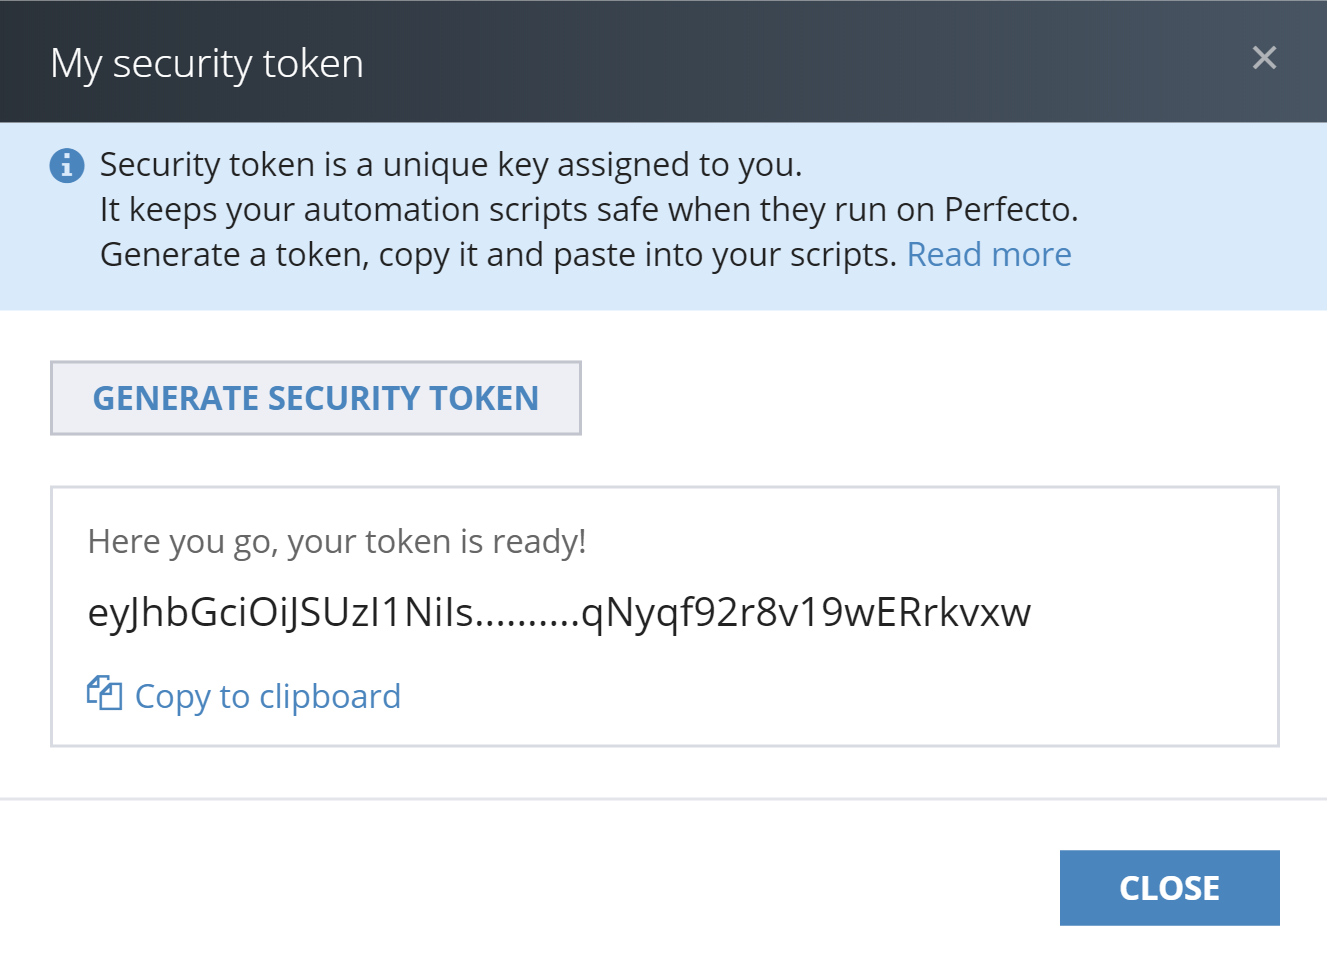 My security token
Security token is a unique key assigned to you.
It keeps your automation scripts safe when they run on Perfecto.
Generate a token, copy it and paste into your scripts. Read more
GENERATE SECURITY TOKEN
Here you go, your token is ready!
eyJhbGciOiJSUzI1NiIs..........qNyqf92r8v19wERrkvxw
Copy to clipboard
CLOSE